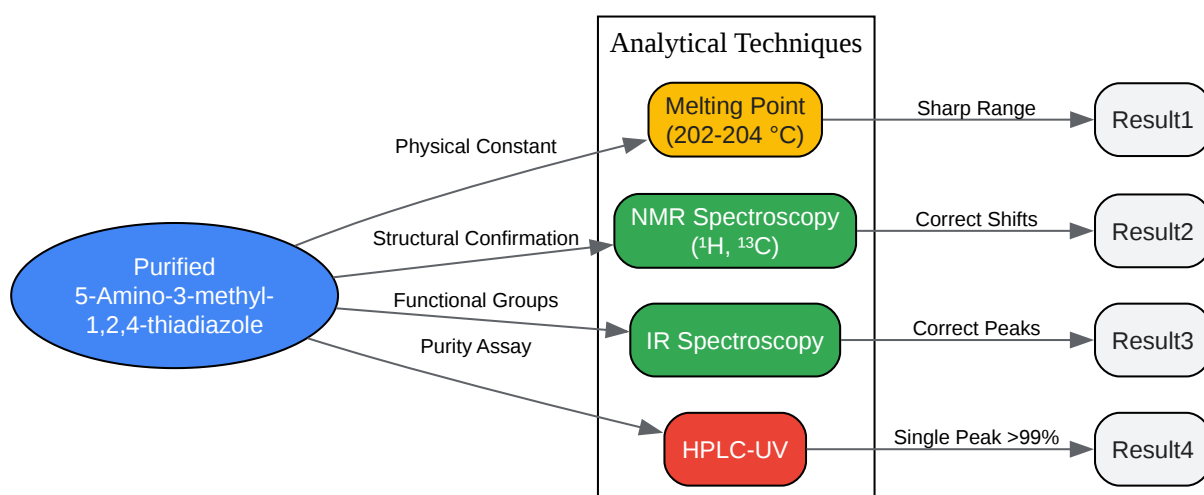 Analytical Techniques
Melting Point
(202-204 °C)
Sharp Range
Result1
Physical Constant
NMR Spectroscopy
(¹H, ¹³C)
Correct Shifts
Result2
Structural Confirmation
Purified
5-Amino-3-methyl-
1,2,4-thiadiazole
Functional Groups
IR Spectroscopy
Correct Peaks
Result3
Purity Assay
HPLC-UV
Single Peak >99%
Result4